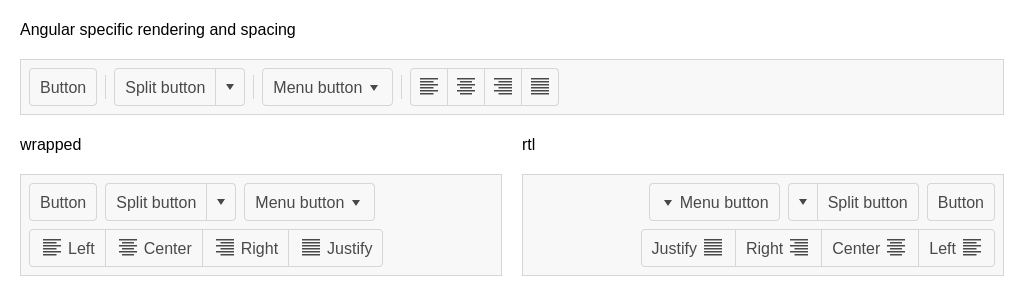 Angular specific rendering and spacing
Button Split button Menu button
wrapped
rtl
Button Split button Menu button
Left Center Right Justify
Menu button Split button Button
Justify Right Center Left